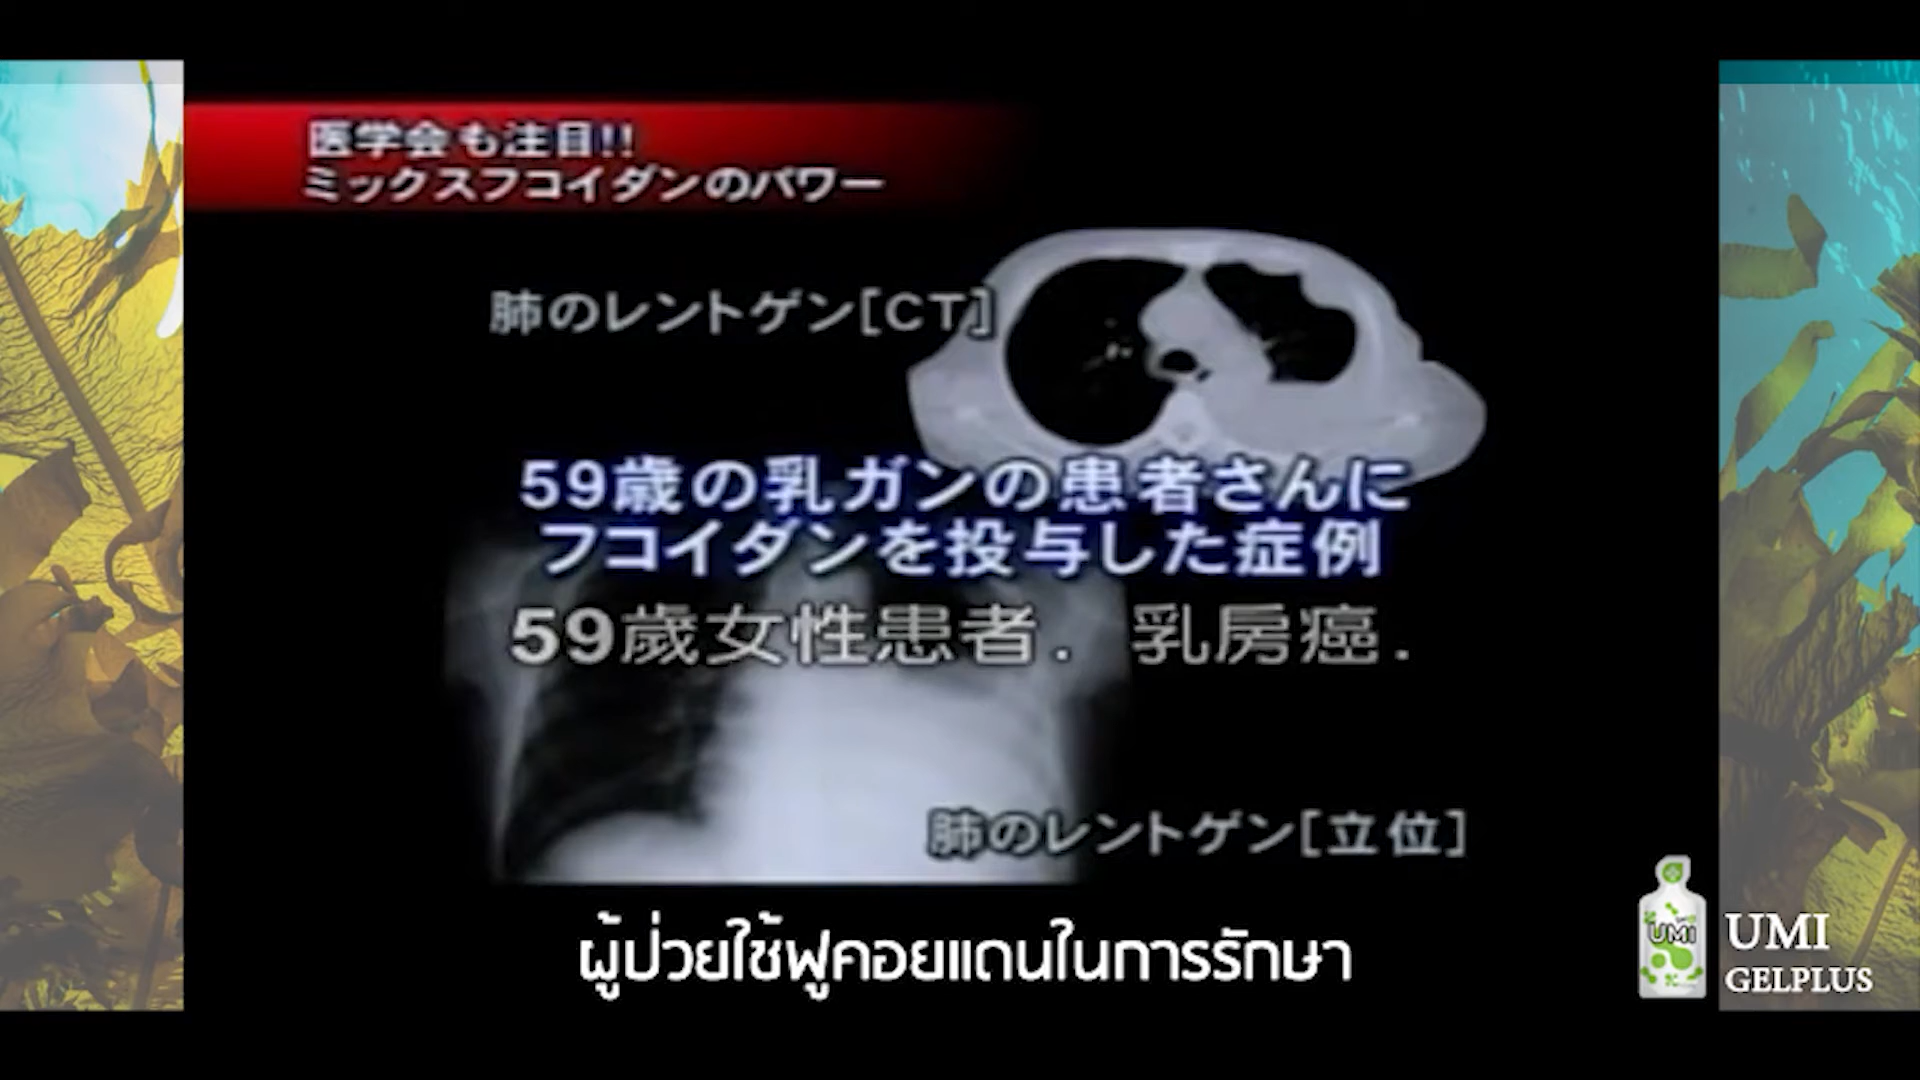 医学会も注目!!
ミックスフコイダンのパワー
肺のレントゲン[CT]
59歳の乳ガンの患者さんに
フコイダンを投与した症例
59歳女性患者. 乳房癌.
肺のレントゲン[立位]
ผู้ป่วยใช้ฟูคอยแดนในการรักษา
UMI
UMI
GELPLUS